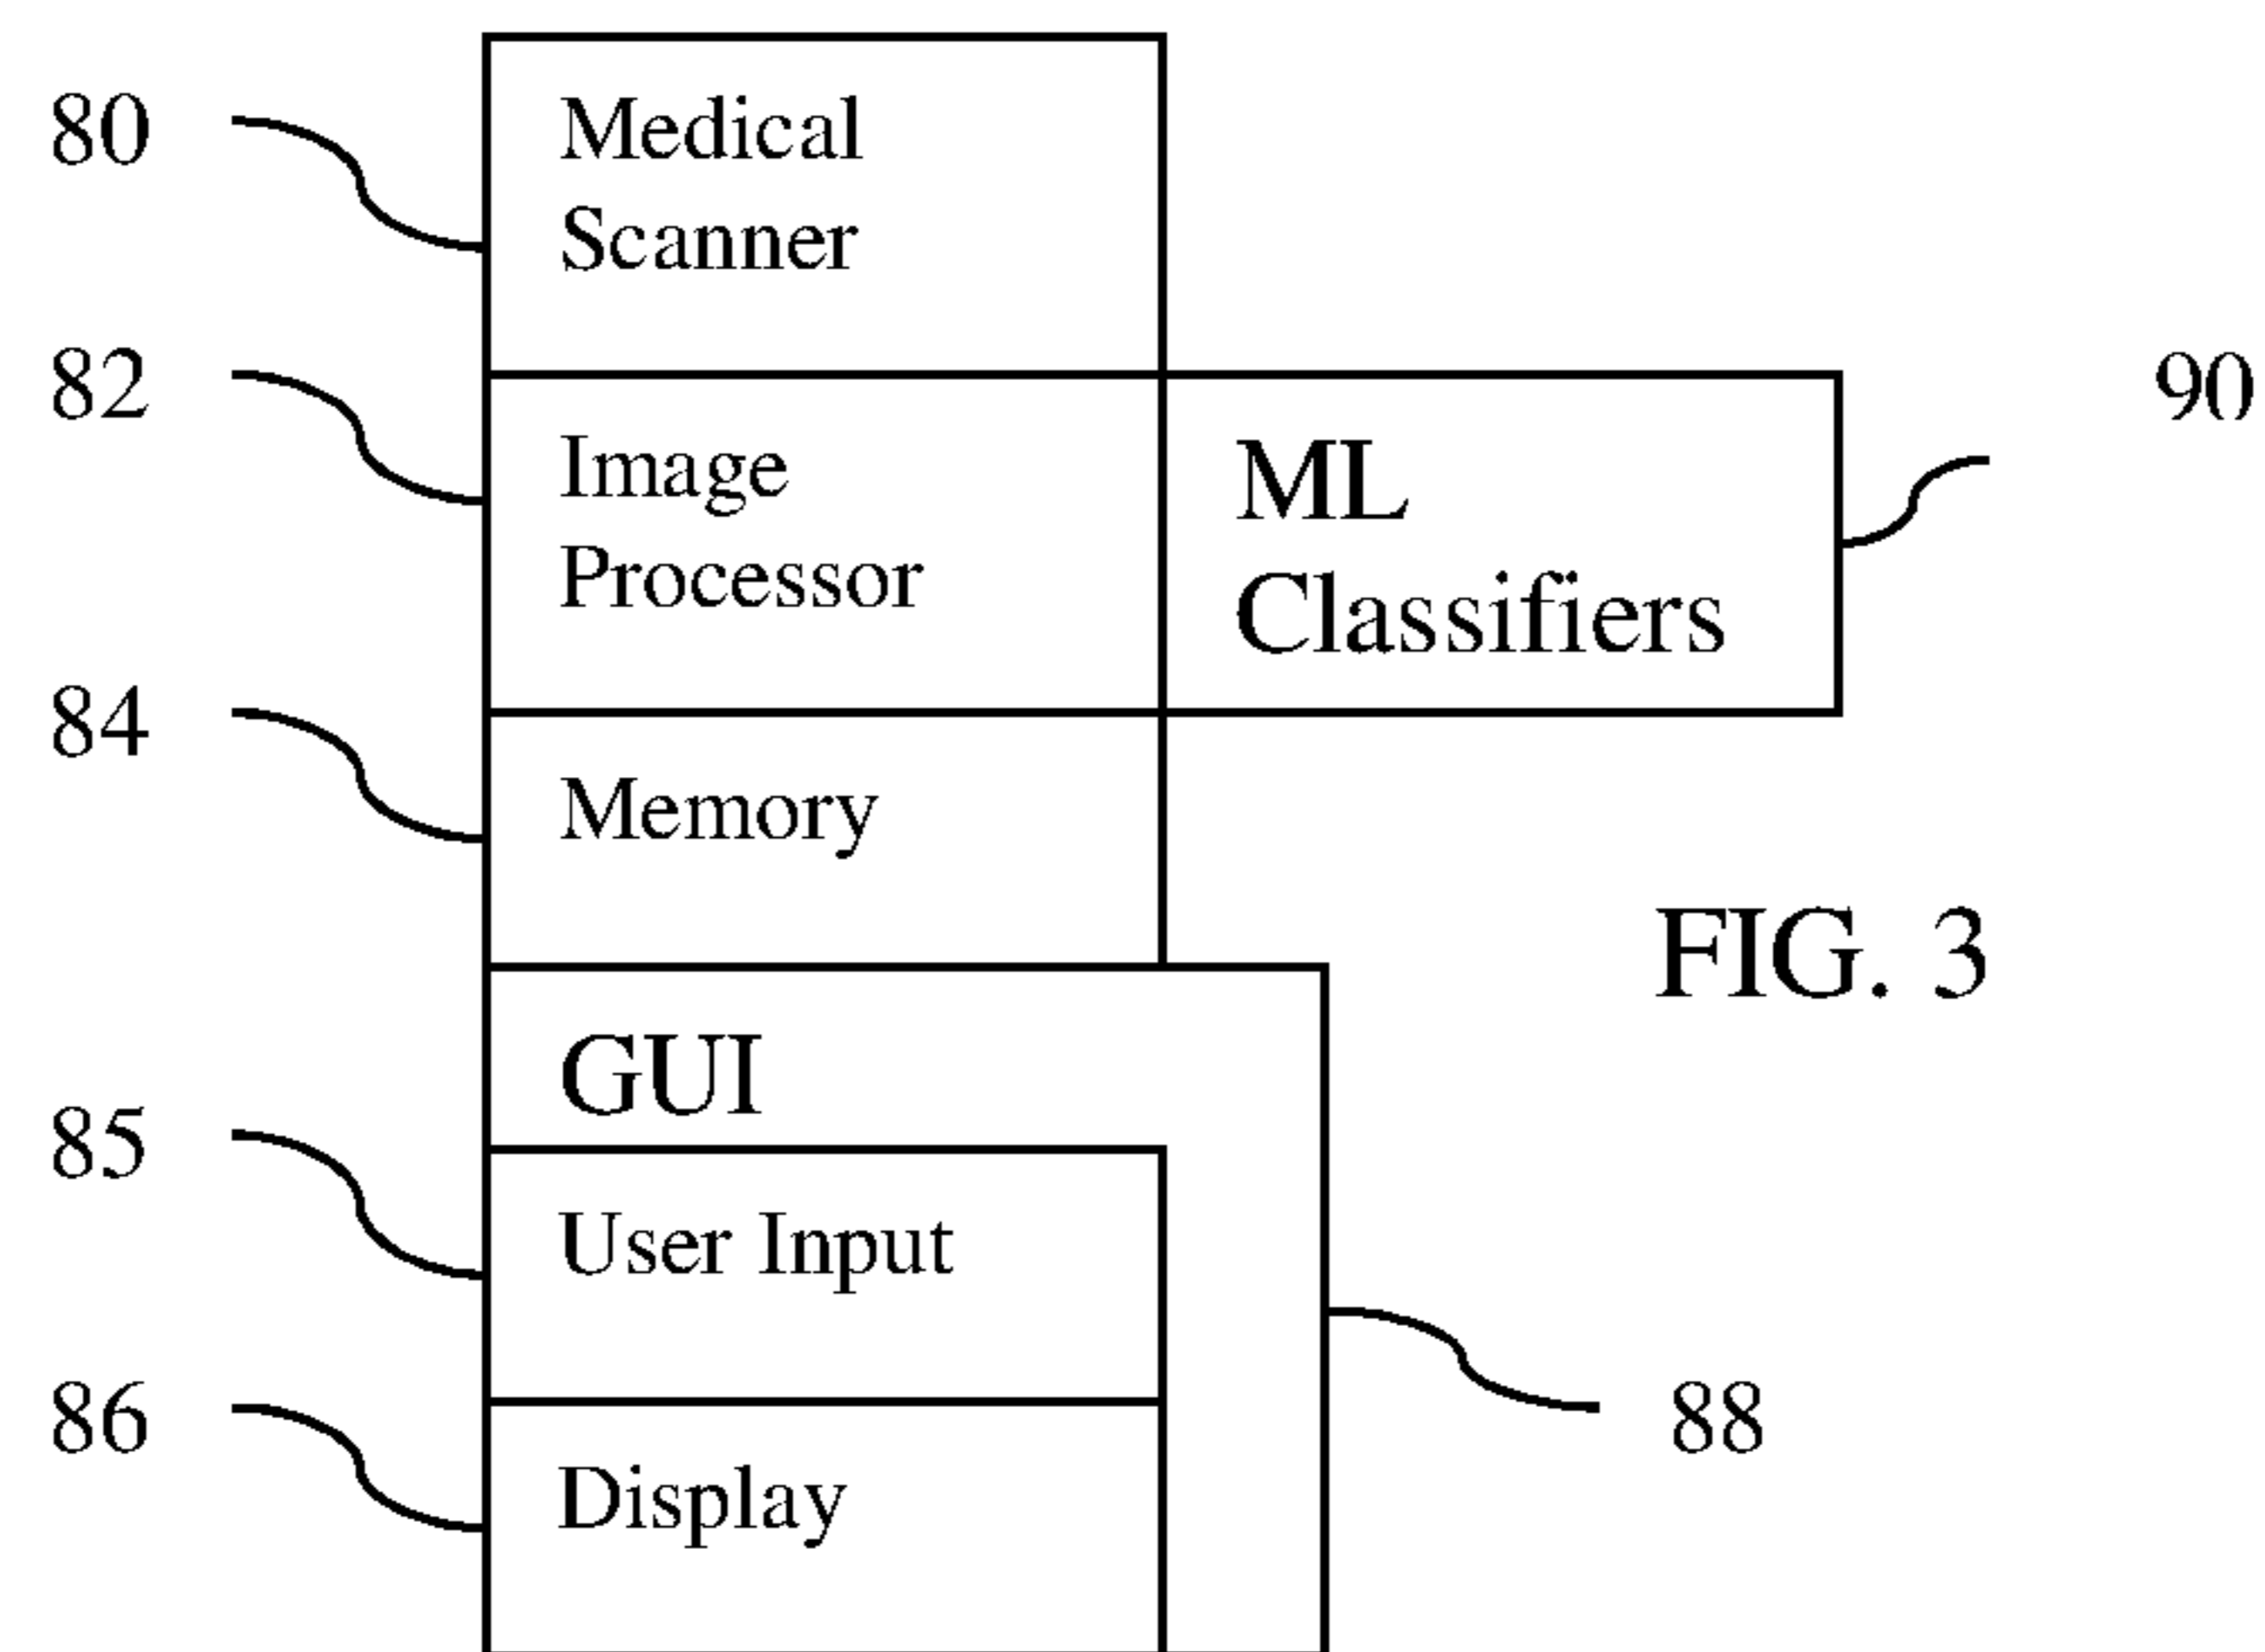 80
Medical
Scanner
82
Image
Processor
ML
Classifiers
90
84
Memory
FIG. 3
GUI
85
User Input
86
Display
88